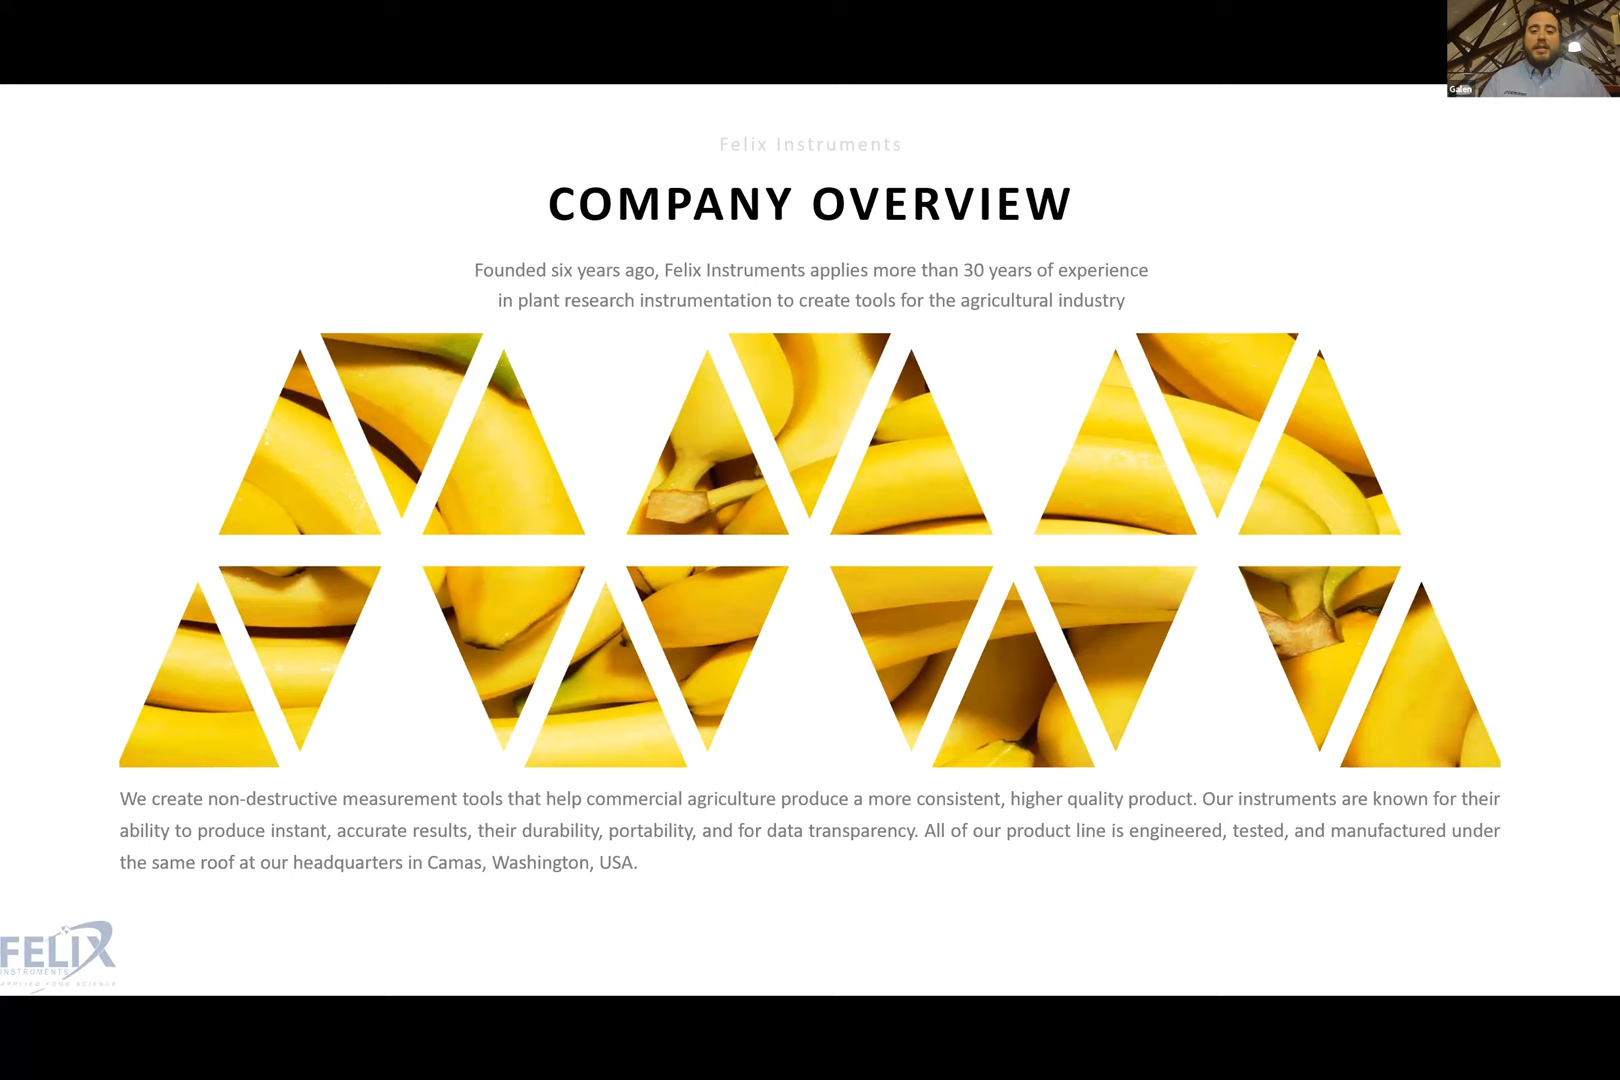 Galen
Felix Instruments
COMPANY OVERVIEW
Founded six years ago, Felix Instruments applies more than 30 years of experience
in plant research instrumentation to create tools for the agricultural industry
We create non-destructive measurement tools that help commercial agriculture produce a more consistent, higher quality product. Our instruments are known for their
ability to produce instant, accurate results, their durability, portability, and for data transparency. All of our product line is engineered, tested, and manufactured under
the same roof at our headquarters in Camas, Washington, USA.
FELIX
INSTRUMENTS
APPLIED FOOD SCIENCE